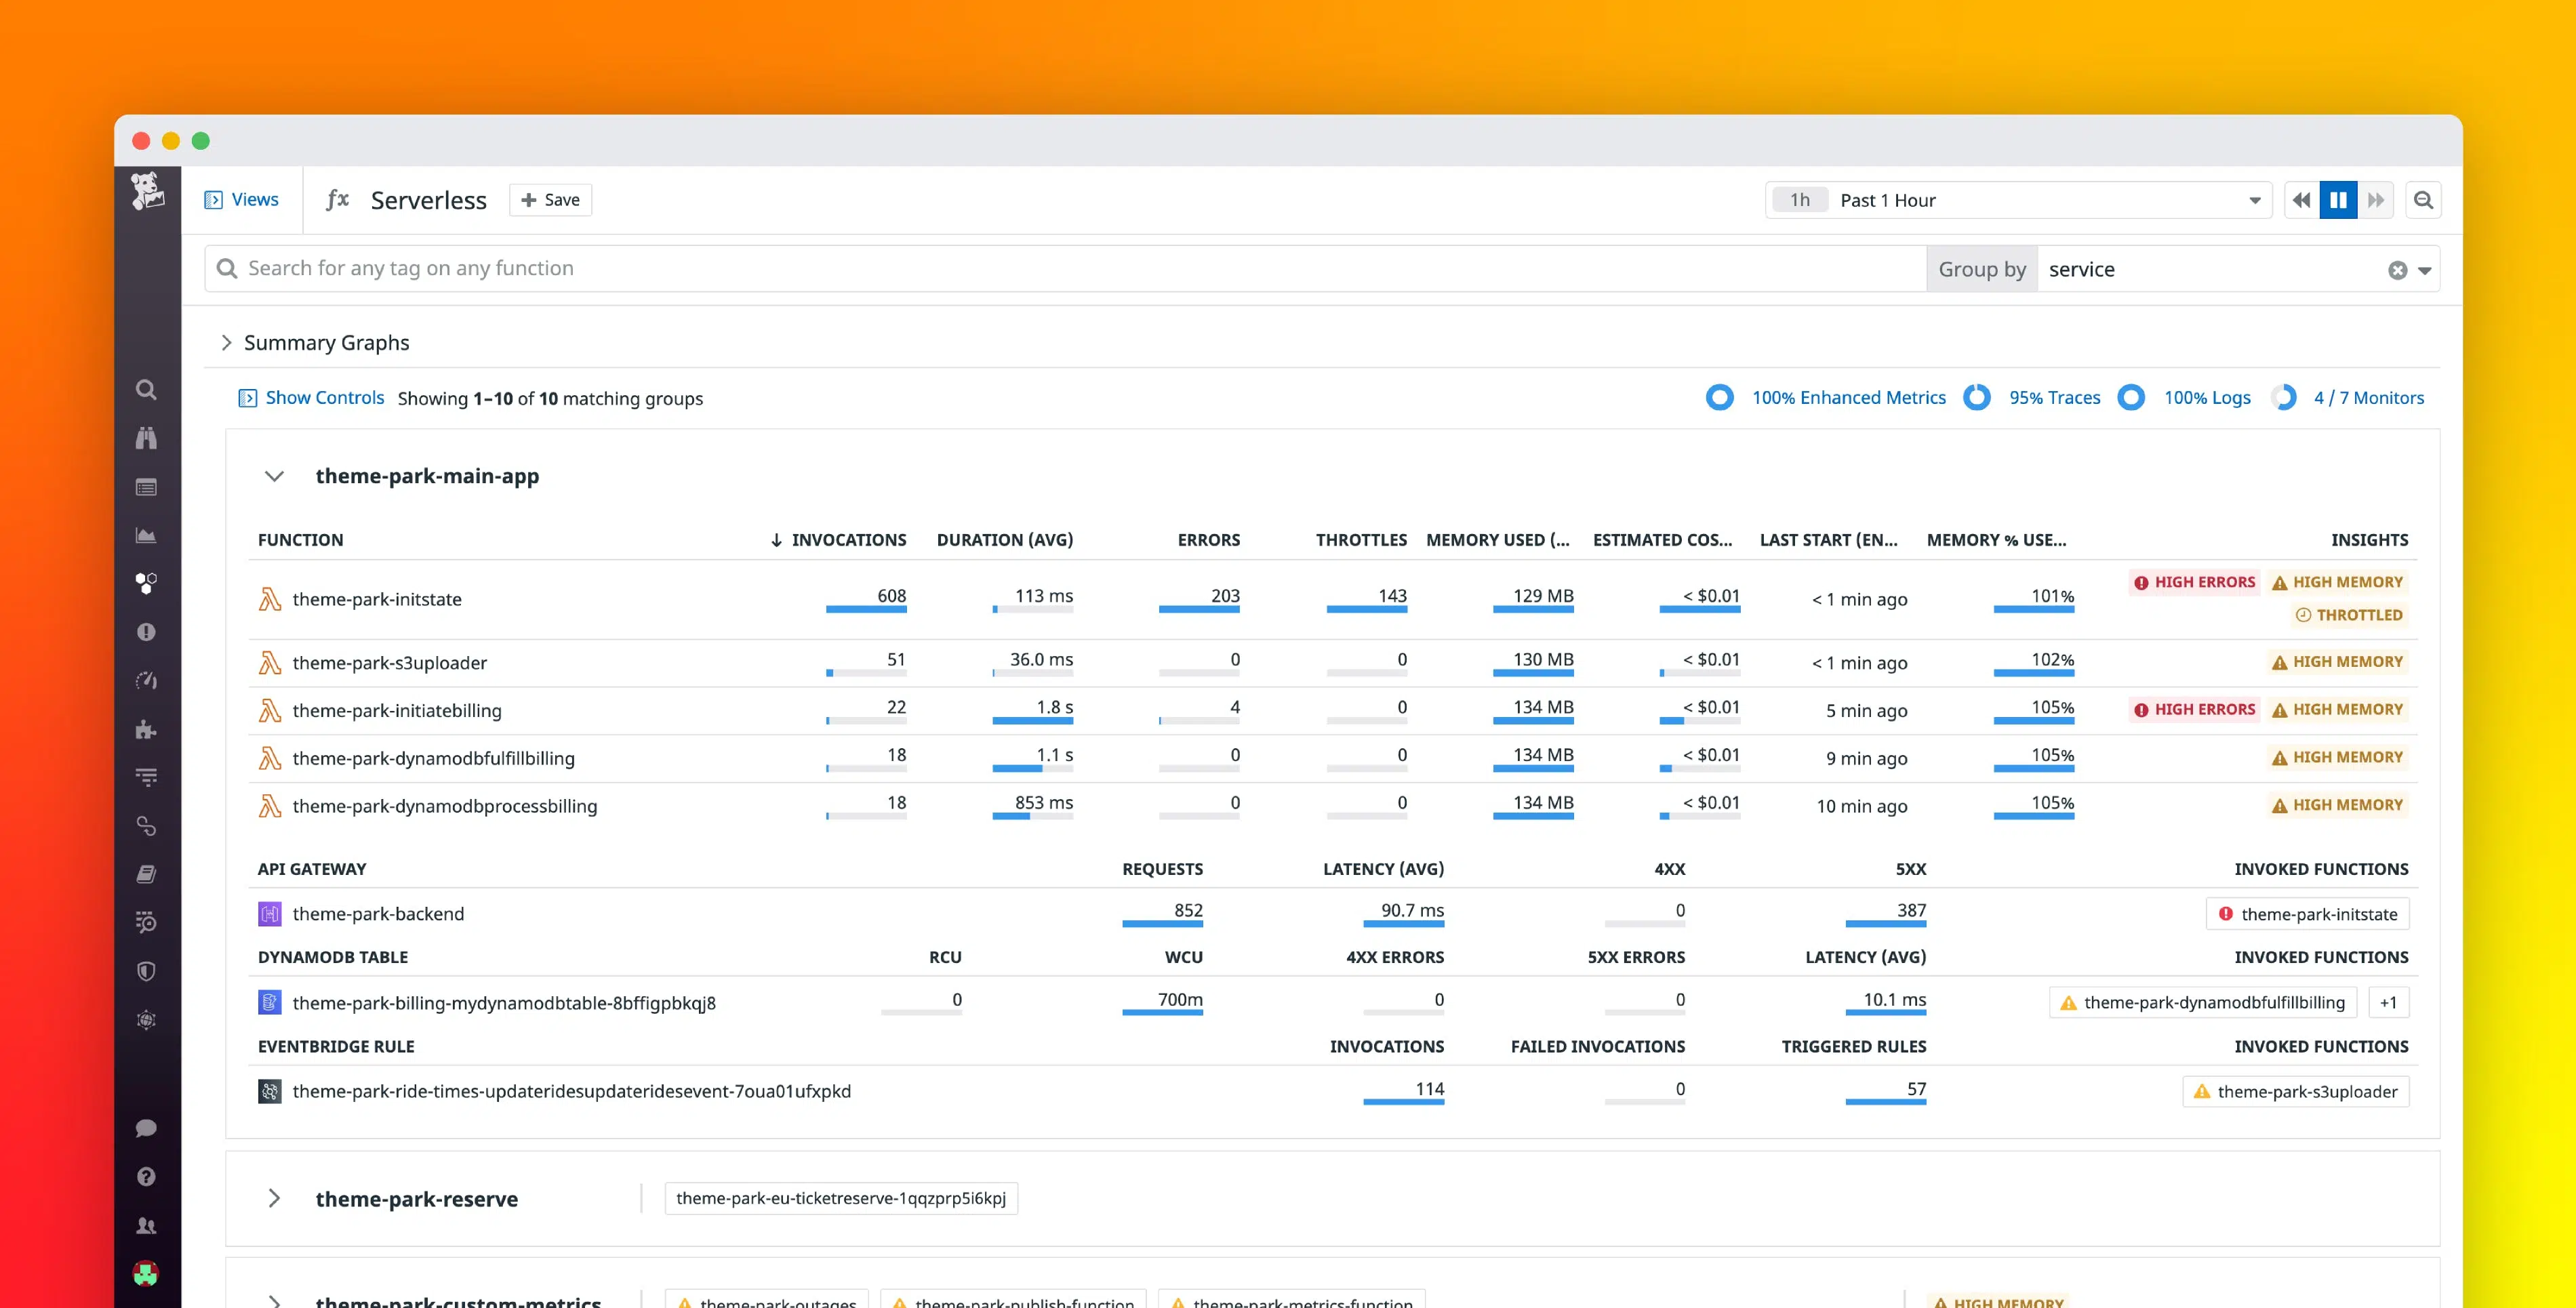 Views fx Serverless + Save 1h Past 1 Hour
Search for any tag on any function Group by service
Summary Graphs
Show Controls Showing 1–10 of 10 matching groups 100% Enhanced Metrics 95% Traces 100% Logs 4 / 7 Monitors
theme-park-main-app
FUNCTION ↓ INVOCATIONS DURATION (AVG) ERRORS THROTTLES MEMORY USED (... ESTIMATED COS... LAST START (EN... MEMORY % USE... INSIGHTS
theme-park-initstate 608 113 ms 203 143 129 MB < $0.01 < 1 min ago 101% HIGH ERRORS HIGH MEMORY
THROTTLED
theme-park-s3uploader 51 36.0 ms 0 0 130 MB < $0.01 < 1 min ago 102% HIGH MEMORY
theme-park-initiatebilling 22 1.8 s 4 0 134 MB < $0.01 5 min ago 105% HIGH ERRORS HIGH MEMORY
theme-park-dynamodbfulfillbilling 18 1.1 s 0 0 134 MB < $0.01 9 min ago 105% HIGH MEMORY
theme-park-dynamodbprocessbilling 18 853 ms 0 0 134 MB < $0.01 10 min ago 105% HIGH MEMORY
API GATEWAY REQUESTS LATENCY (AVG) 4XX 5XX INVOKED FUNCTIONS
theme-park-backend 852 90.7 ms 0 387 theme-park-initstate
DYNAMODB TABLE RCU WCU 4XX ERRORS 5XX ERRORS LATENCY (AVG) INVOKED FUNCTIONS
theme-park-billing-mydynamodbtable-8bffigpbkqj8 0 700m 0 0 10.1 ms theme-park-dynamodbfulfillbilling +1
EVENTBRIDGE RULE INVOCATIONS FAILED INVOCATIONS TRIGGERED RULES INVOKED FUNCTIONS
theme-park-ride-times-updateridesupdateridesevent-7oua01ufxpkd 114 0 57 theme-park-s3uploader
theme-park-reserve theme-park-eu-ticketreserve-1qqzprp5i6kpj
theme-park-custom-metrics theme-park-outages theme-park-publish-function theme-park-metrics-function HIGH MEMORY